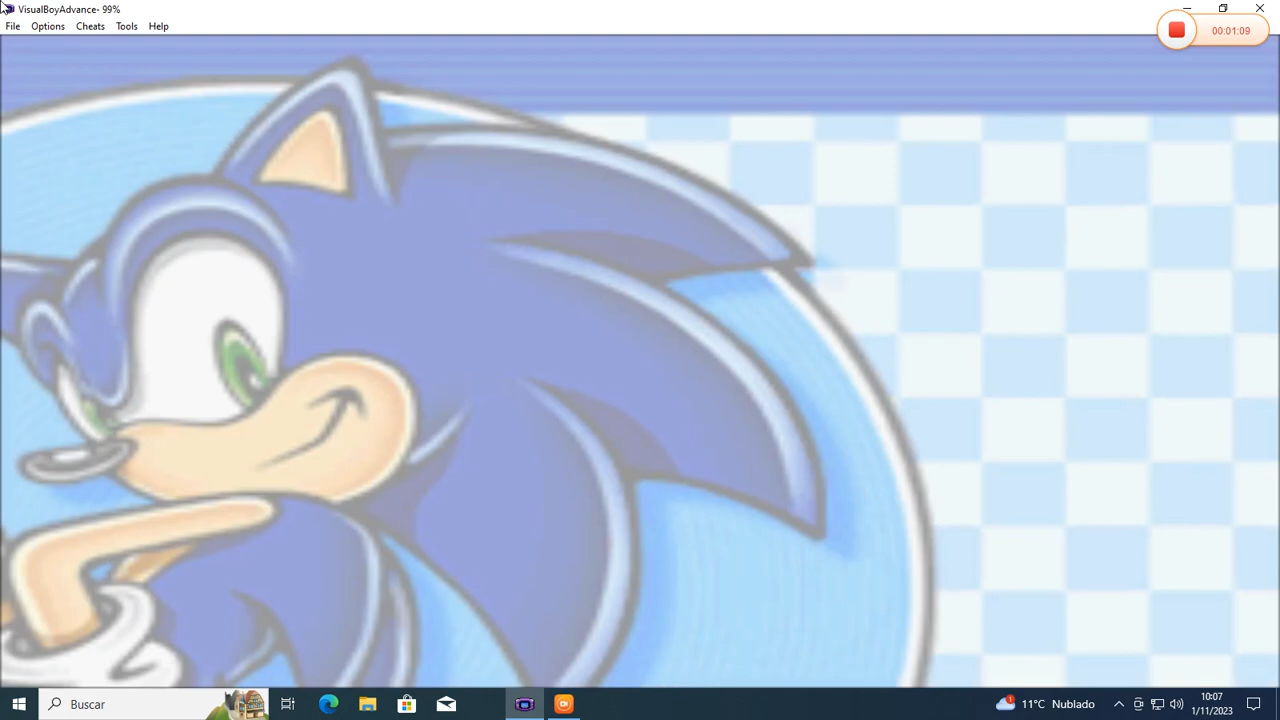 VisualBoyAdvance- 99%
File Options Cheats Tools Help
00:01:09
Buscar
11°C Nublado
10:07
1/11/2023